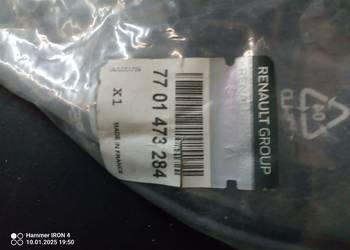 RENAULT GROUP
77 01 473 284
X1
MADE IN FRANCE
Hammer IRON 4
10.01.2025 19:50